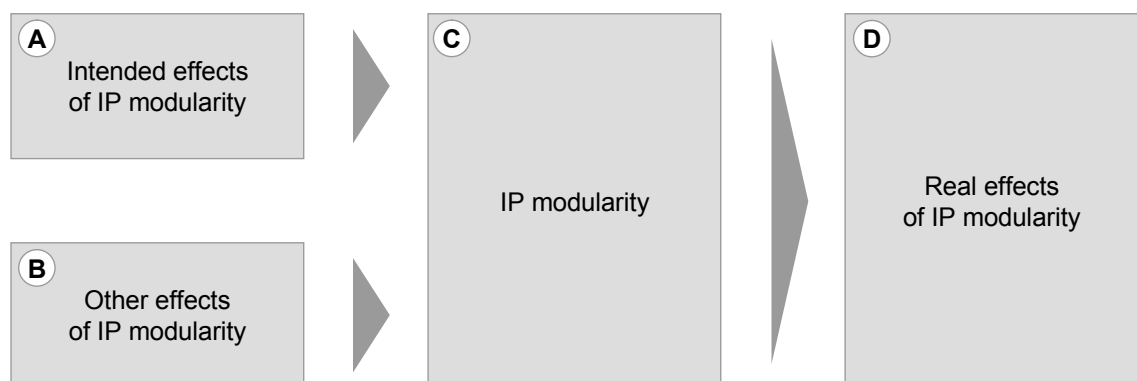 A
Intended effects
of IP modularity
B
Other effects
of IP modularity
C
IP modularity
D
Real effects
of IP modularity